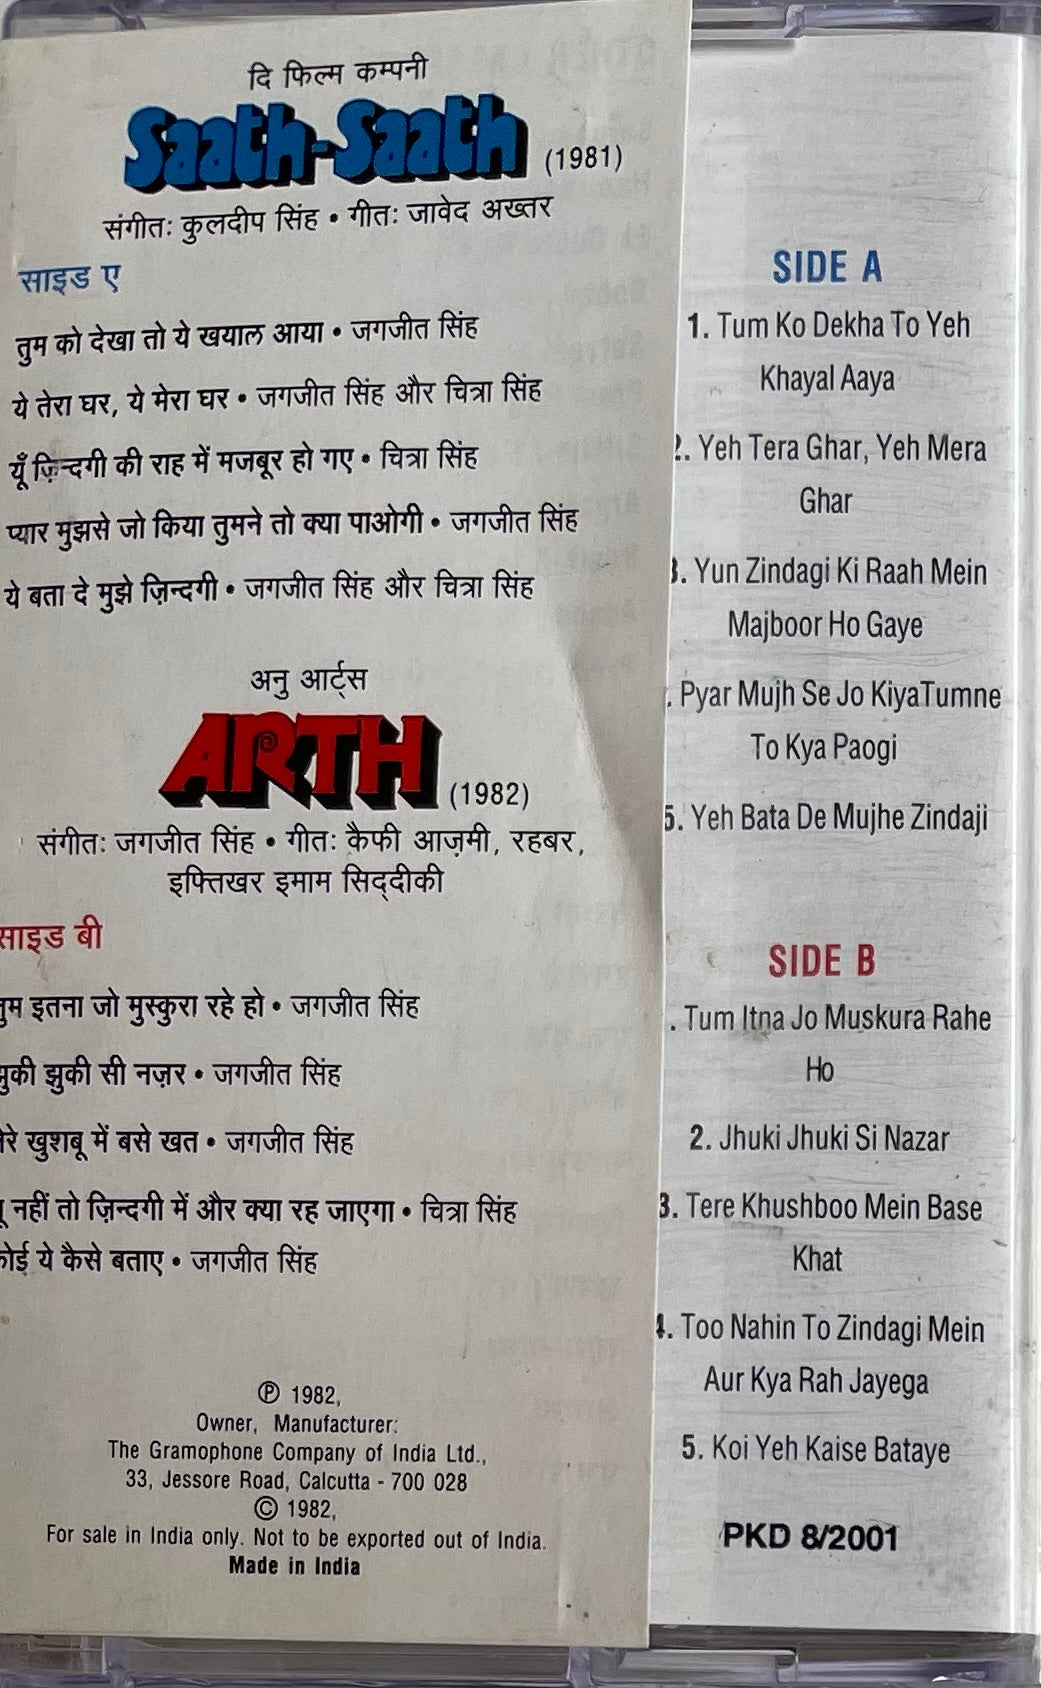 दि फिल्म कम्पनी
Saath-Saath (1981)
संगीत: कुलदीप सिंह • गीत: जावेद अख्तर
साइड ए
तुम को देखा तो ये खयाल आया • जगजीत सिंह
ये तेरा घर, ये मेरा घर • जगजीत सिंह और चित्रा सिंह
यूँ ज़िन्दगी की राह में मजबूर हो गए • चित्रा सिंह
प्यार मुझसे जो किया तुमने तो क्या पाओगी • जगजीत सिंह
ये बता दे मुझे ज़िन्दगी • जगजीत सिंह और चित्रा सिंह
अनु आर्ट्स
ARTH (1982)
संगीत: जगजीत सिंह • गीत: कैफी आज़मी, रहबर,
इफ्तिखर इमाम सिद्दीकी
साइड बी
तुम इतना जो मुस्कुरा रहे हो • जगजीत सिंह
झुकी झुकी सी नज़र • जगजीत सिंह
तेरे खुशबू में बसे खत • जगजीत सिंह
तू नहीं तो ज़िन्दगी में और क्या रह जाएगा • चित्रा सिंह
कोई ये कैसे बताए • जगजीत सिंह
℗ 1982,
Owner, Manufacturer:
The Gramophone Company of India Ltd.,
33, Jessore Road, Calcutta - 700 028
© 1982,
For sale in India only. Not to be exported out of India.
Made in India
SIDE A
1. Tum Ko Dekha To Yeh
Khayal Aaya
2. Yeh Tera Ghar, Yeh Mera
Ghar
3. Yun Zindagi Ki Raah Mein
Majboor Ho Gaye
. Pyar Mujh Se Jo KiyaTumne
To Kya Paogi
5. Yeh Bata De Mujhe Zindaji
SIDE B
. Tum Itna Jo Muskura Rahe
Ho
2. Jhuki Jhuki Si Nazar
3. Tere Khushboo Mein Base
Khat
4. Too Nahin To Zindagi Mein
Aur Kya Rah Jayega
5. Koi Yeh Kaise Bataye
PKD 8/2001